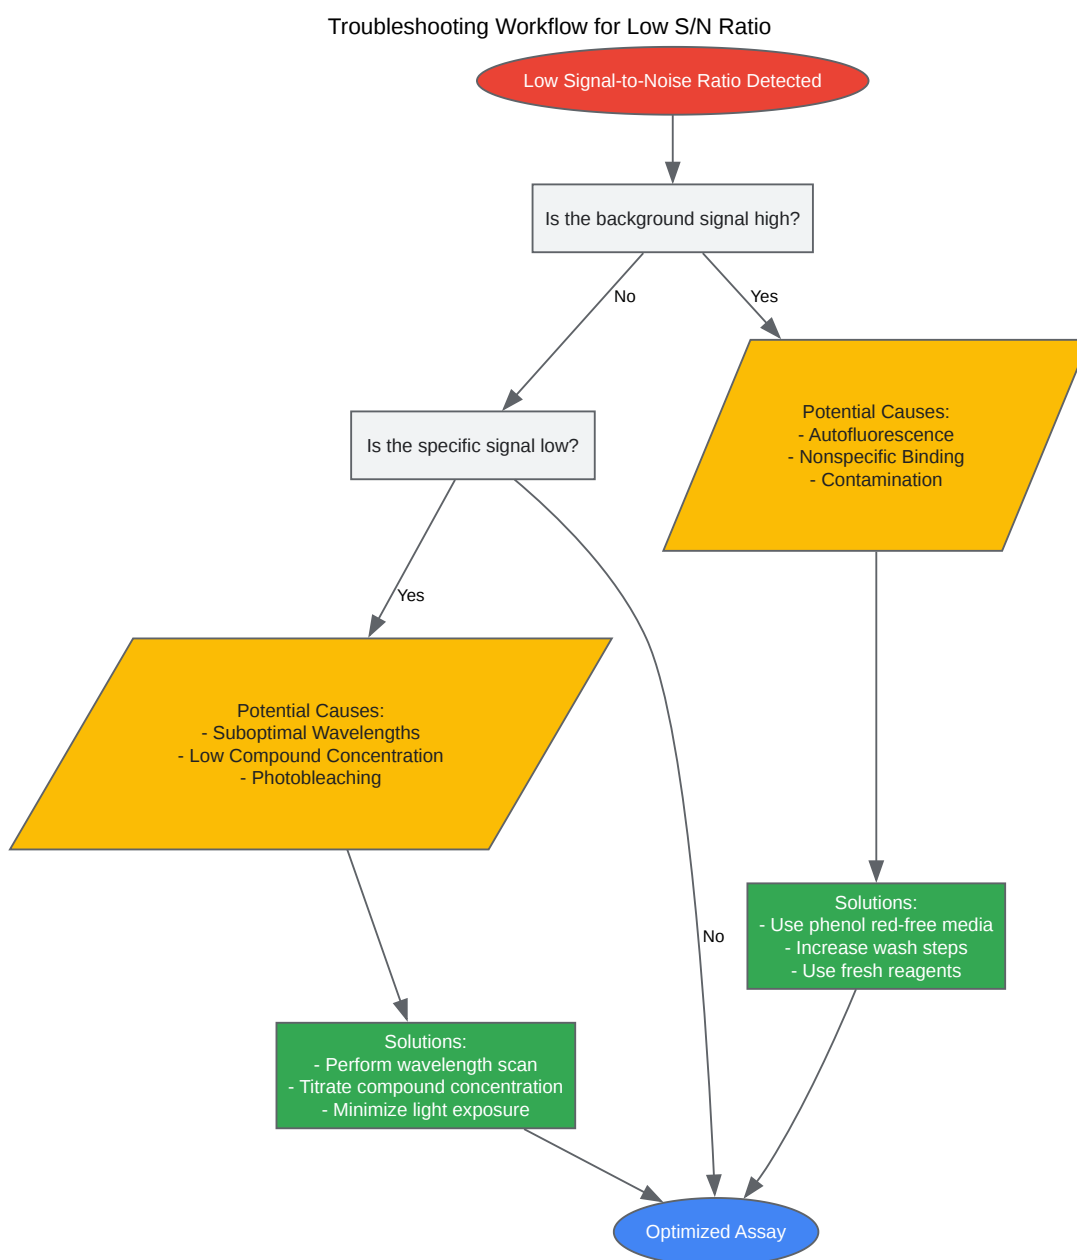 Troubleshooting Workflow for Low S/N Ratio
Low Signal-to-Noise Ratio Detected
Is the background signal high?
No
Yes
Potential Causes:
- Autofluorescence
- Nonspecific Binding
- Contamination
Is the specific signal low?
Yes
Potential Causes:
- Suboptimal Wavelengths
- Low Compound Concentration
- Photobleaching
No
Solutions:
- Use phenol red-free media
- Increase wash steps
- Use fresh reagents
Solutions:
- Perform wavelength scan
- Titrate compound concentration
- Minimize light exposure
Optimized Assay